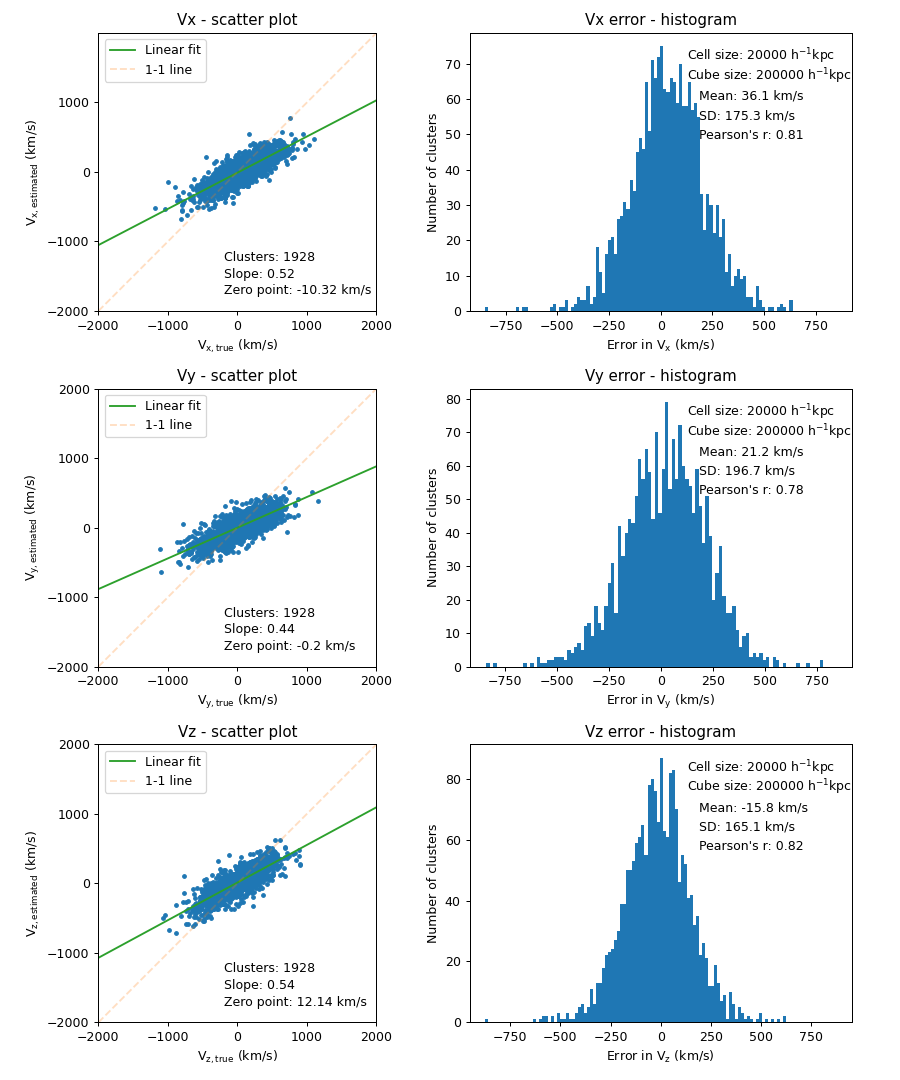 Vx - scatter plot
Linear fit
1-1 line
1000
0
−1000
−2000
V_x, estimated (km/s)
Clusters: 1928
Slope: 0.52
Zero point: -10.32 km/s
−2000 −1000 0 1000 2000
V_x, true (km/s)
Vx error - histogram
Cell size: 20000 h⁻¹kpc
Cube size: 200000 h⁻¹kpc
Mean: 36.1 km/s
SD: 175.3 km/s
Pearson's r: 0.81
70
60
50
40
30
20
10
0
Number of clusters
−750 −500 −250 0 250 500 750
Error in V_x (km/s)
Vy - scatter plot
Linear fit
1-1 line
2000
1000
0
−1000
−2000
V_y, estimated (km/s)
Clusters: 1928
Slope: 0.44
Zero point: -0.2 km/s
−2000 −1000 0 1000 2000
V_y, true (km/s)
Vy error - histogram
Cell size: 20000 h⁻¹kpc
Cube size: 200000 h⁻¹kpc
Mean: 21.2 km/s
SD: 196.7 km/s
Pearson's r: 0.78
80
70
60
50
40
30
20
10
0
Number of clusters
−750 −500 −250 0 250 500 750
Error in V_y (km/s)
Vz - scatter plot
Linear fit
1-1 line
2000
1000
0
−1000
−2000
V_z, estimated (km/s)
Clusters: 1928
Slope: 0.54
Zero point: 12.14 km/s
−2000 −1000 0 1000 2000
V_z, true (km/s)
Vz error - histogram
Cell size: 20000 h⁻¹kpc
Cube size: 200000 h⁻¹kpc
Mean: -15.8 km/s
SD: 165.1 km/s
Pearson's r: 0.82
80
60
40
20
0
Number of clusters
−750 −500 −250 0 250 500 750
Error in V_z (km/s)